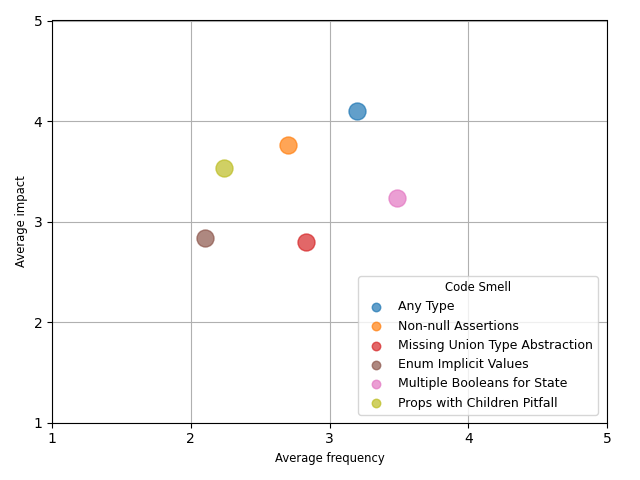 5
4
3
2
1
Average impact
1
2
3
4
5
Average frequency
Code Smell
Any Type
Non-null Assertions
Missing Union Type Abstraction
Enum Implicit Values
Multiple Booleans for State
Props with Children Pitfall